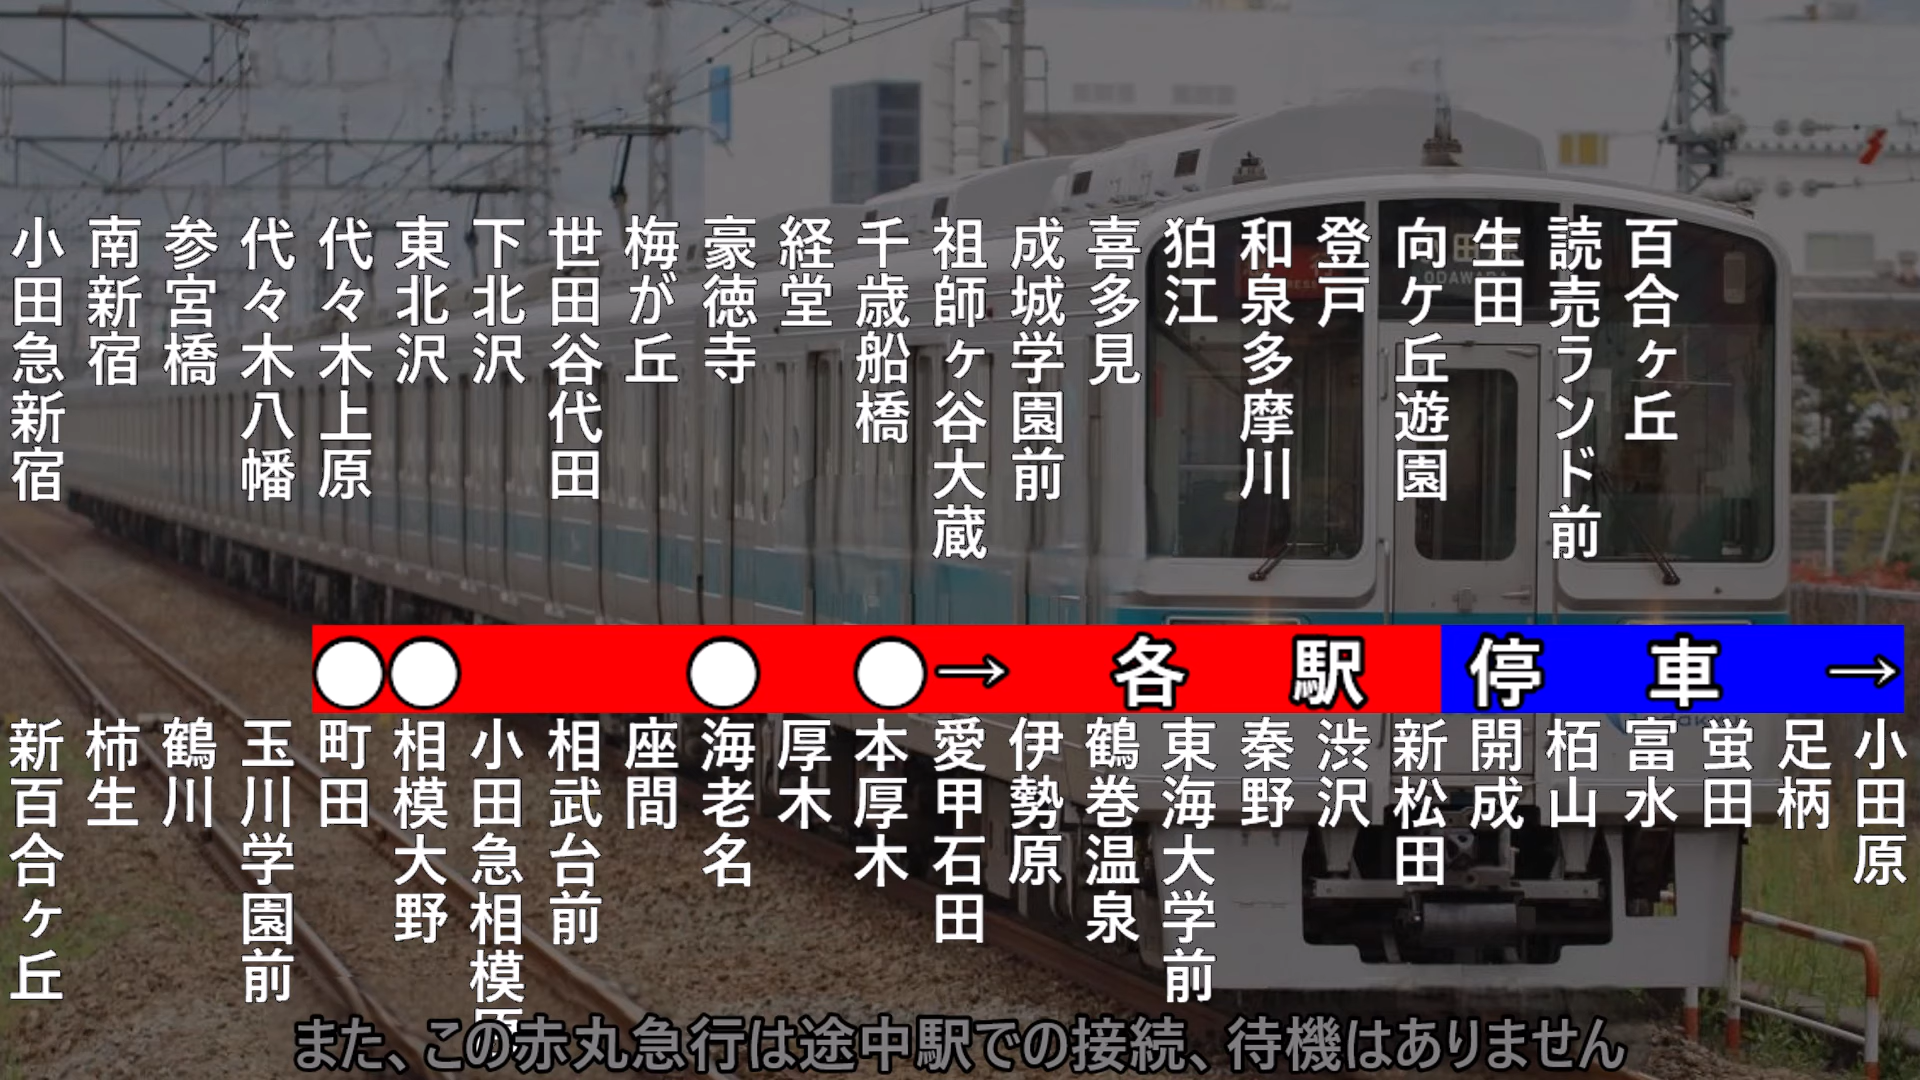 小田急新宿
南新宿
参宮橋
代々木八幡
代々木上原
東北沢
下北沢
世田谷代田
梅が丘
豪徳寺
経堂
千歳船橋
祖師ヶ谷大蔵
成城学園前
喜多見
狛江
和泉多摩川
登戸
向ケ丘遊園
生田
読売ランド前
百合ヶ丘
ODAWARA
→ 各駅停車 →
新百合ヶ丘
柿生
鶴川
玉川学園前
町田
相模大野
小田急相模原
相武台前
座間
海老名
厚木
本厚木
愛甲石田
伊勢原
鶴巻温泉
東海大学前
秦野
渋沢
新松田
開成
栢山
富水
蛍田
足柄
小田原
また、この赤丸急行は途中駅での接続、待機はありません